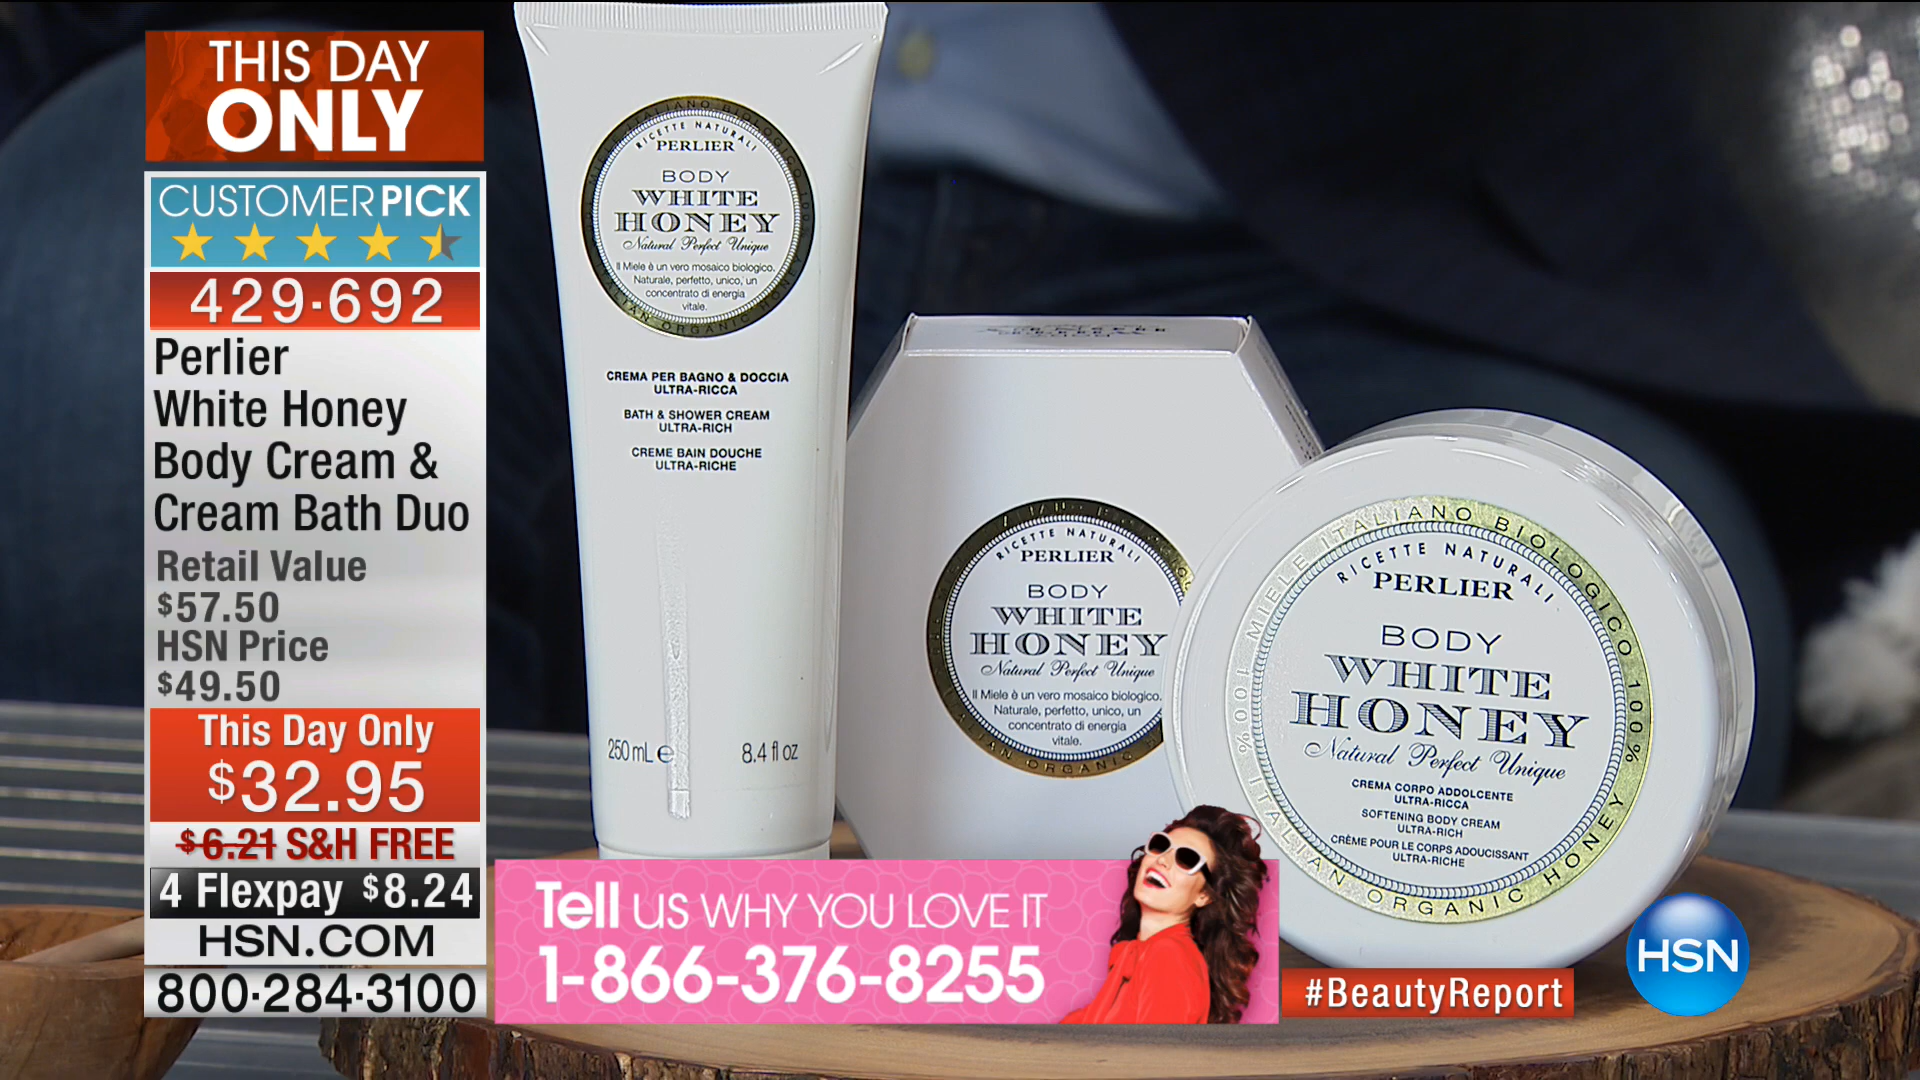 THIS DAY
ONLY
CUSTOMER PICK
429·692
Perlier
White Honey
Body Cream &
Cream Bath Duo
Retail Value
$57.50
HSN Price
$49.50
This Day Only
$32.95
$6.21 S&H FREE
4 Flexpay $8.24
HSN.COM
800·284·3100
RICETTE NATURALI
PERLIER
BODY
WHITE
HONEY
Natural Perfect Unique
Il Miele è un vero mosaico biologico.
Naturale, perfetto, unico, un
concentrato di energia
vitale.
CREMA PER BAGNO & DOCCIA
ULTRA-RICCA
BATH & SHOWER CREAM
ULTRA-RICH
CREME BAIN DOUCHE
ULTRA-RICHE
250 mL e 8.4 fl oz
RICETTE NATURALI
PERLIER
BODY
WHITE
HONEY
Natural Perfect Unique
Il Miele è un vero mosaico biologico.
Naturale, perfetto, unico, un
concentrato di energia
vitale.
100% MIELE ITALIANO BIOLOGICO
100% ITALIAN ORGANIC HONEY
RICETTE NATURALI
PERLIER
BODY
WHITE
HONEY
Natural Perfect Unique
CREMA CORPO ADDOLCENTE
ULTRA-RICCA
SOFTENING BODY CREAM
ULTRA-RICH
CRÈME POUR LE CORPS ADOUCISSANT
ULTRA-RICHE
Tell US WHY YOU LOVE IT
1-866-376-8255
#BeautyReport
HSN